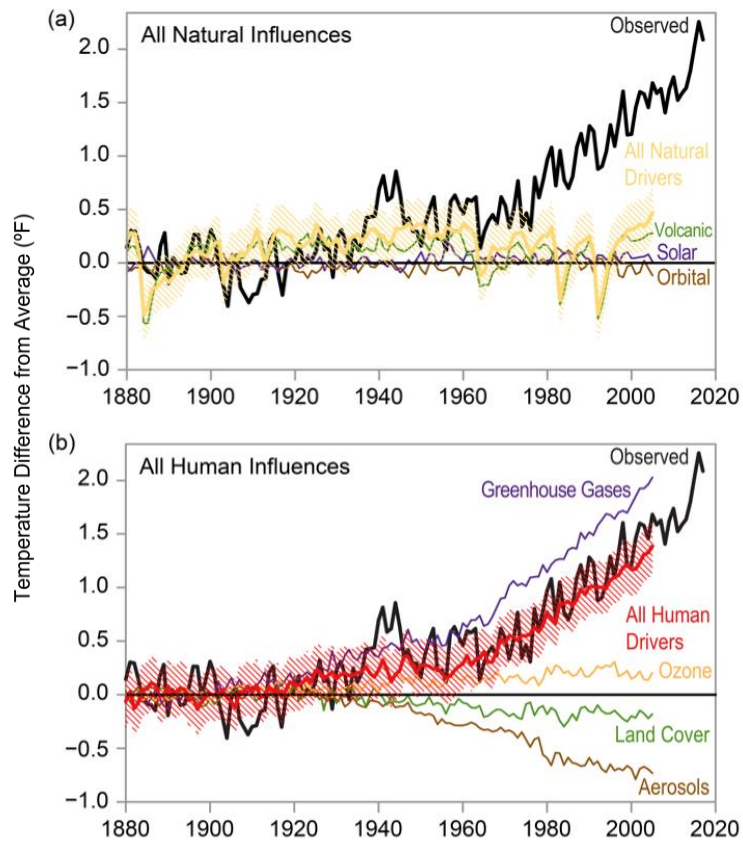 (a)
All Natural Influences
Observed
All Natural
Drivers
Volcanic
Solar
Orbital
2.0
1.5
1.0
0.5
0.0
−0.5
−1.0
1880 1900 1920 1940 1960 1980 2000 2020
Temperature Difference from Average (ºF)
(b)
All Human Influences
Observed
Greenhouse Gases
All Human
Drivers
Ozone
Land Cover
Aerosols
2.0
1.5
1.0
0.5
0.0
−0.5
−1.0
1880 1900 1920 1940 1960 1980 2000 2020